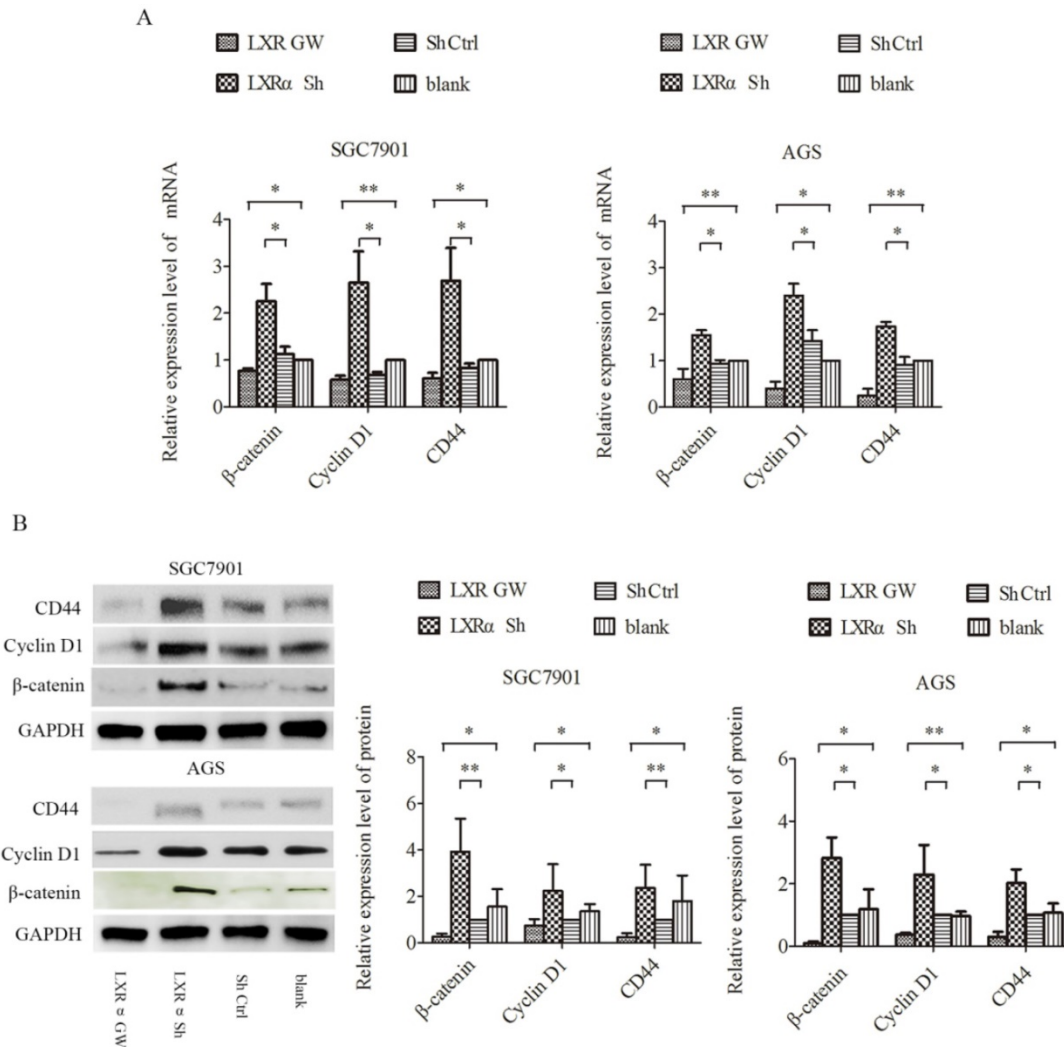 A
LXR GW
ShCtrl
LXRα Sh
blank
LXR GW
ShCtrl
LXRα Sh
blank
SGC7901
Relative expression level of mRNA
4
3
2
1
0
*
**
*
*
*
*
β-catenin
Cyclin D1
CD44
AGS
Relative expression level of mRNA
4
3
2
1
0
**
*
**
*
*
*
β-catenin
Cyclin D1
CD44
B
SGC7901
CD44
Cyclin D1
β-catenin
GAPDH
AGS
CD44
Cyclin D1
β-catenin
GAPDH
LXR α GW
LXR α Sh
Sh Ctrl
blank
LXR GW
ShCtrl
LXRα Sh
blank
SGC7901
Relative expression level of protein
8
6
4
2
0
*
*
*
**
*
**
β-catenin
Cyclin D1
CD44
LXR GW
ShCtrl
LXRα Sh
blank
AGS
Relative expression level of protein
6
4
2
0
*
**
*
*
*
*
β-catenin
Cyclin D1
CD44